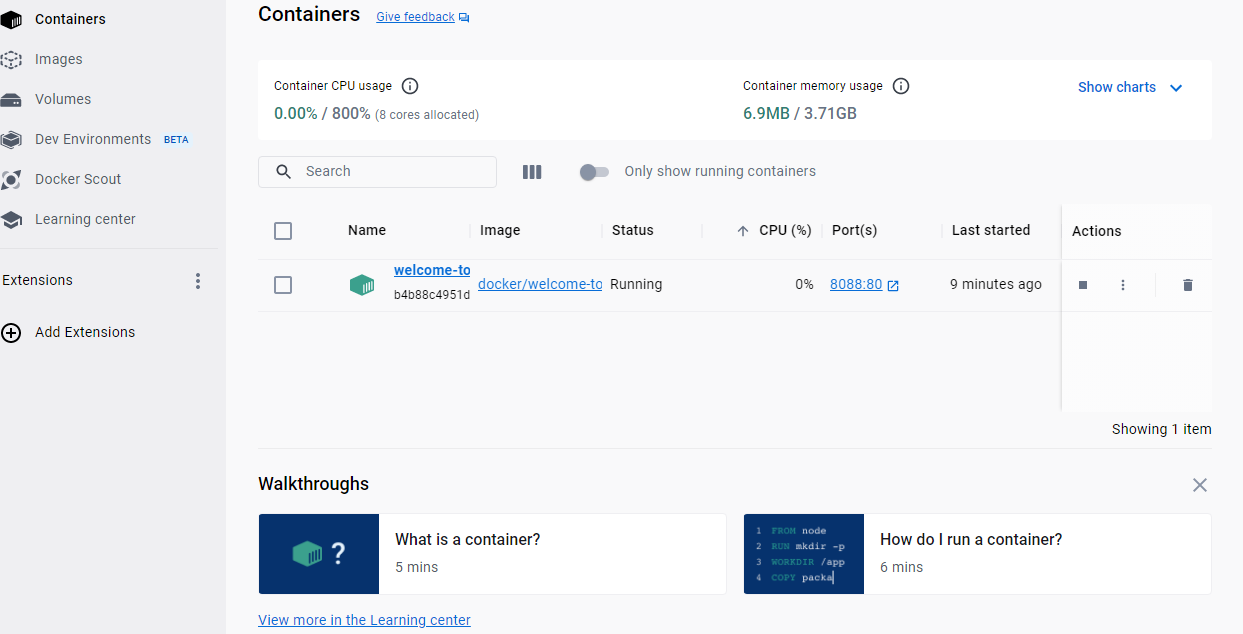 Containers
Images
Volumes
Dev Environments BETA
Docker Scout
Learning center
Extensions
Add Extensions
Containers Give feedback
Container CPU usage
0.00% / 800% (8 cores allocated)
Container memory usage
6.9MB / 3.71GB
Show charts
Search
Only show running containers
Name Image Status CPU (%) Port(s) Last started Actions
welcome-to
b4b88c4951d
docker/welcome-to Running 0% 8088:80 9 minutes ago
Showing 1 item
Walkthroughs
?
What is a container?
5 mins
1 FROM node
2 RUN mkdir -p
3 WORKDIR /app
4 COPY packa
How do I run a container?
6 mins
View more in the Learning center